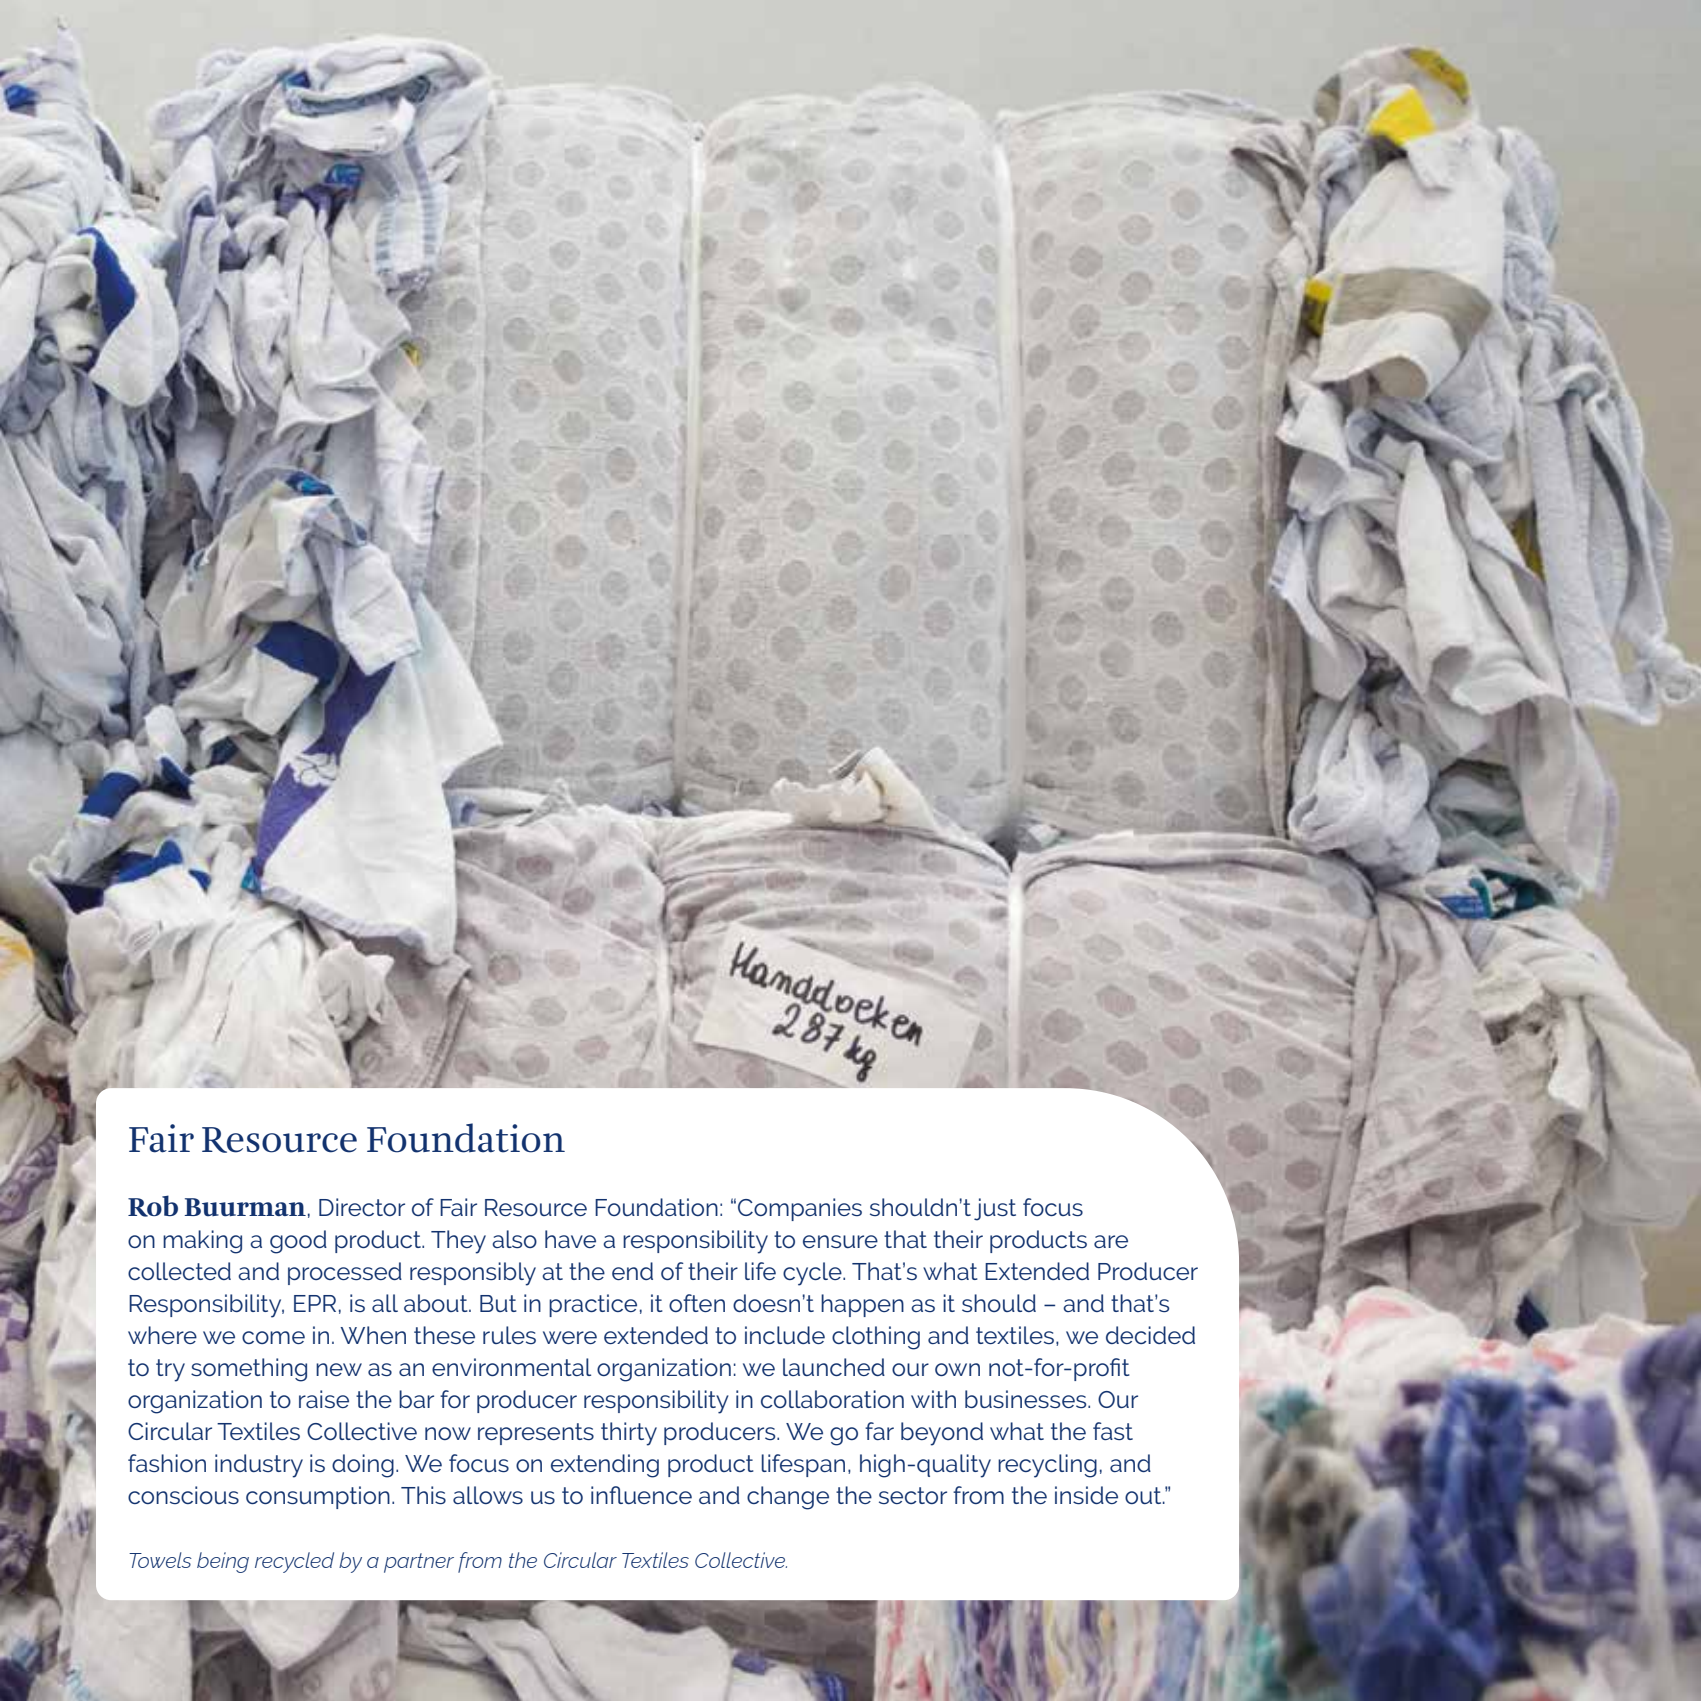 Handdoeken
287 kg
Fair Resource Foundation
Rob Buurman, Director of Fair Resource Foundation: “Companies shouldn’t just focus
on making a good product. They also have a responsibility to ensure that their products are
collected and processed responsibly at the end of their life cycle. That’s what Extended Producer
Responsibility, EPR, is all about. But in practice, it often doesn’t happen as it should – and that’s
where we come in. When these rules were extended to include clothing and textiles, we decided
to try something new as an environmental organization: we launched our own not-for-profit
organization to raise the bar for producer responsibility in collaboration with businesses. Our
Circular Textiles Collective now represents thirty producers. We go far beyond what the fast
fashion industry is doing. We focus on extending product lifespan, high-quality recycling, and
conscious consumption. This allows us to influence and change the sector from the inside out.”
Towels being recycled by a partner from the Circular Textiles Collective.